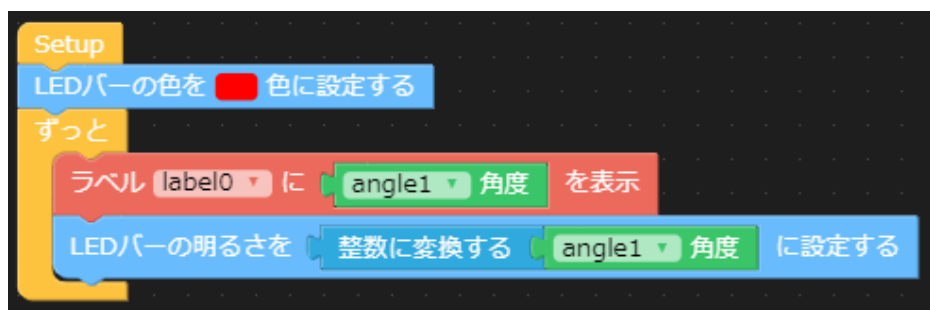 Setup
LEDバーの色を 色に設定する
ずっと
ラベル label0 に angle1 角度 を表示
LEDバーの明るさを 整数に変換する angle1 角度 に設定する